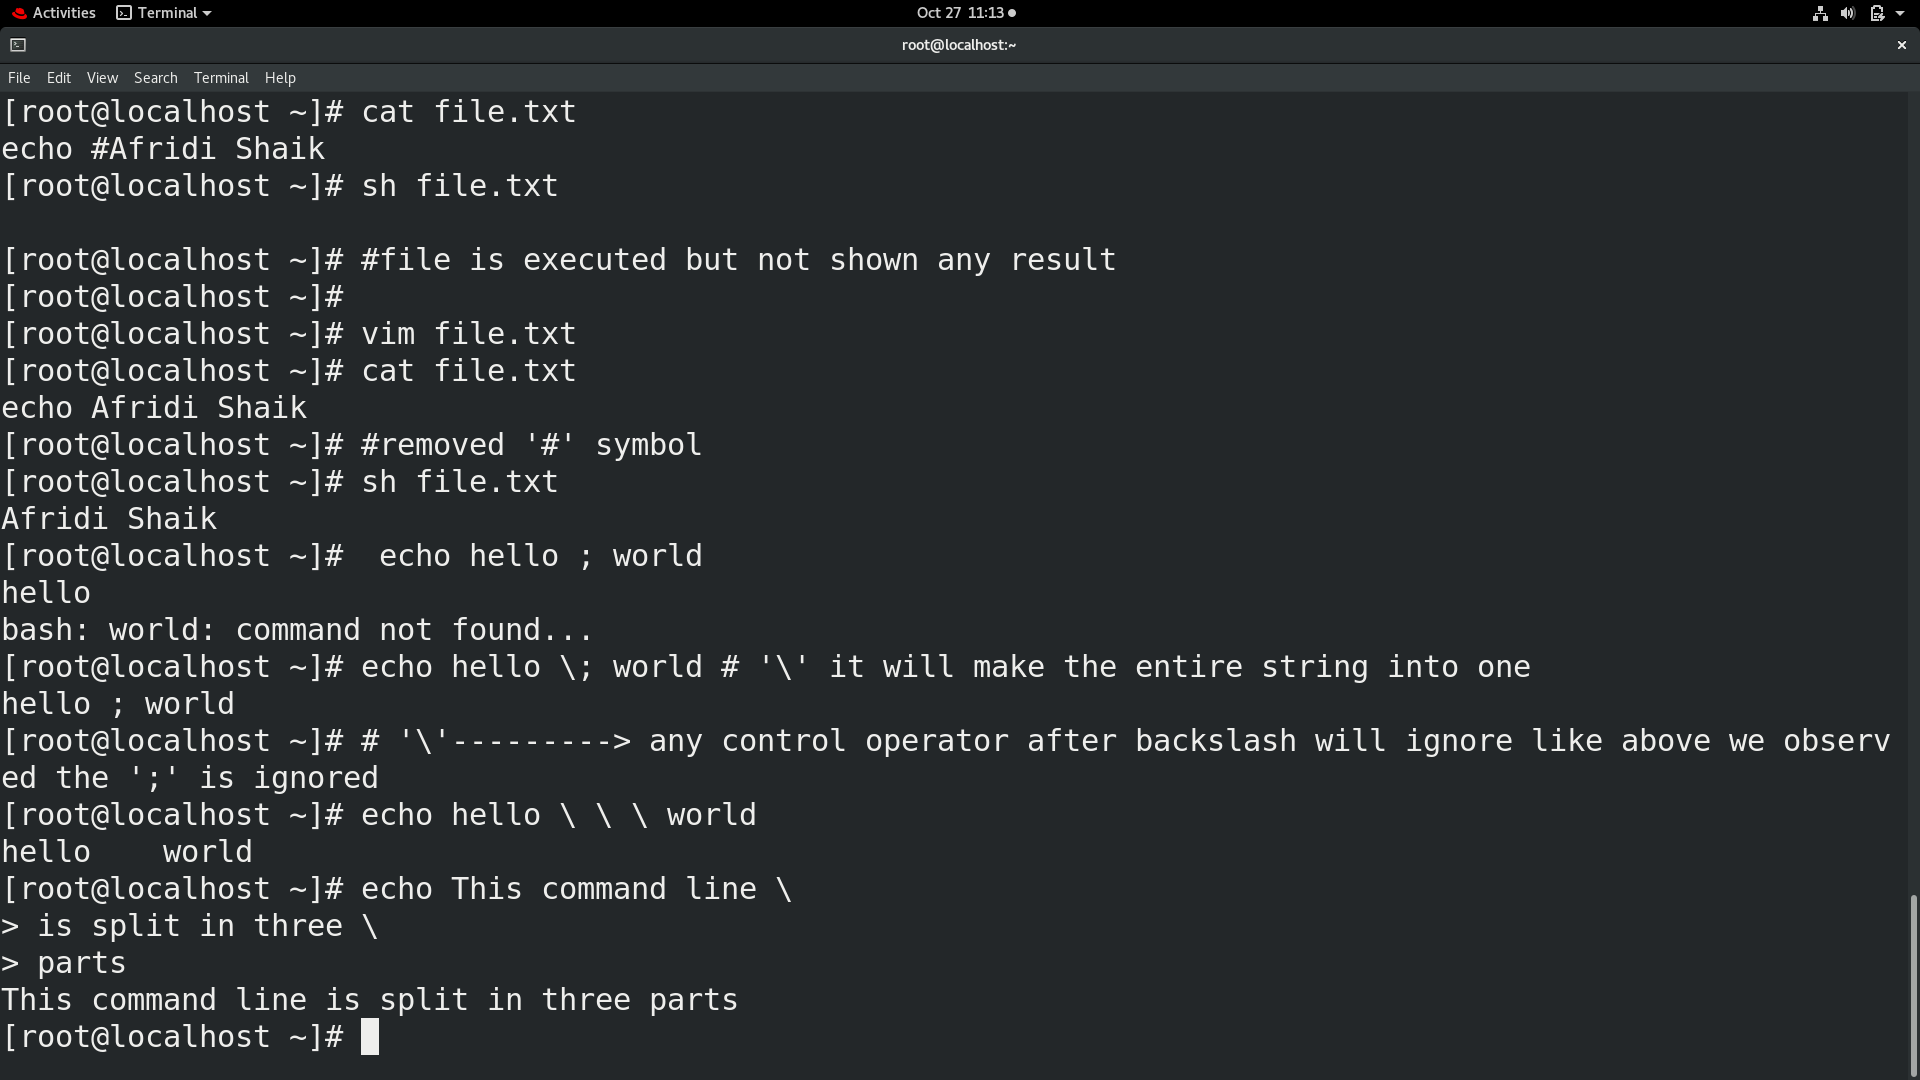 Activities Terminal Oct 27 11:13
root@localhost:~
File Edit View Search Terminal Help
[root@localhost ~]# cat file.txt
echo #Afridi Shaik
[root@localhost ~]# sh file.txt

[root@localhost ~]# #file is executed but not shown any result
[root@localhost ~]#
[root@localhost ~]# vim file.txt
[root@localhost ~]# cat file.txt
echo Afridi Shaik
[root@localhost ~]# #removed '#' symbol
[root@localhost ~]# sh file.txt
Afridi Shaik
[root@localhost ~]#  echo hello ; world
hello
bash: world: command not found...
[root@localhost ~]# echo hello \; world # '\' it will make the entire string into one
hello ; world
[root@localhost ~]# # '\'---------> any control operator after backslash will ignore like above we observ
ed the ';' is ignored
[root@localhost ~]# echo hello \ \ \ world
hello    world
[root@localhost ~]# echo This command line \
> is split in three \
> parts
This command line is split in three parts
[root@localhost ~]#